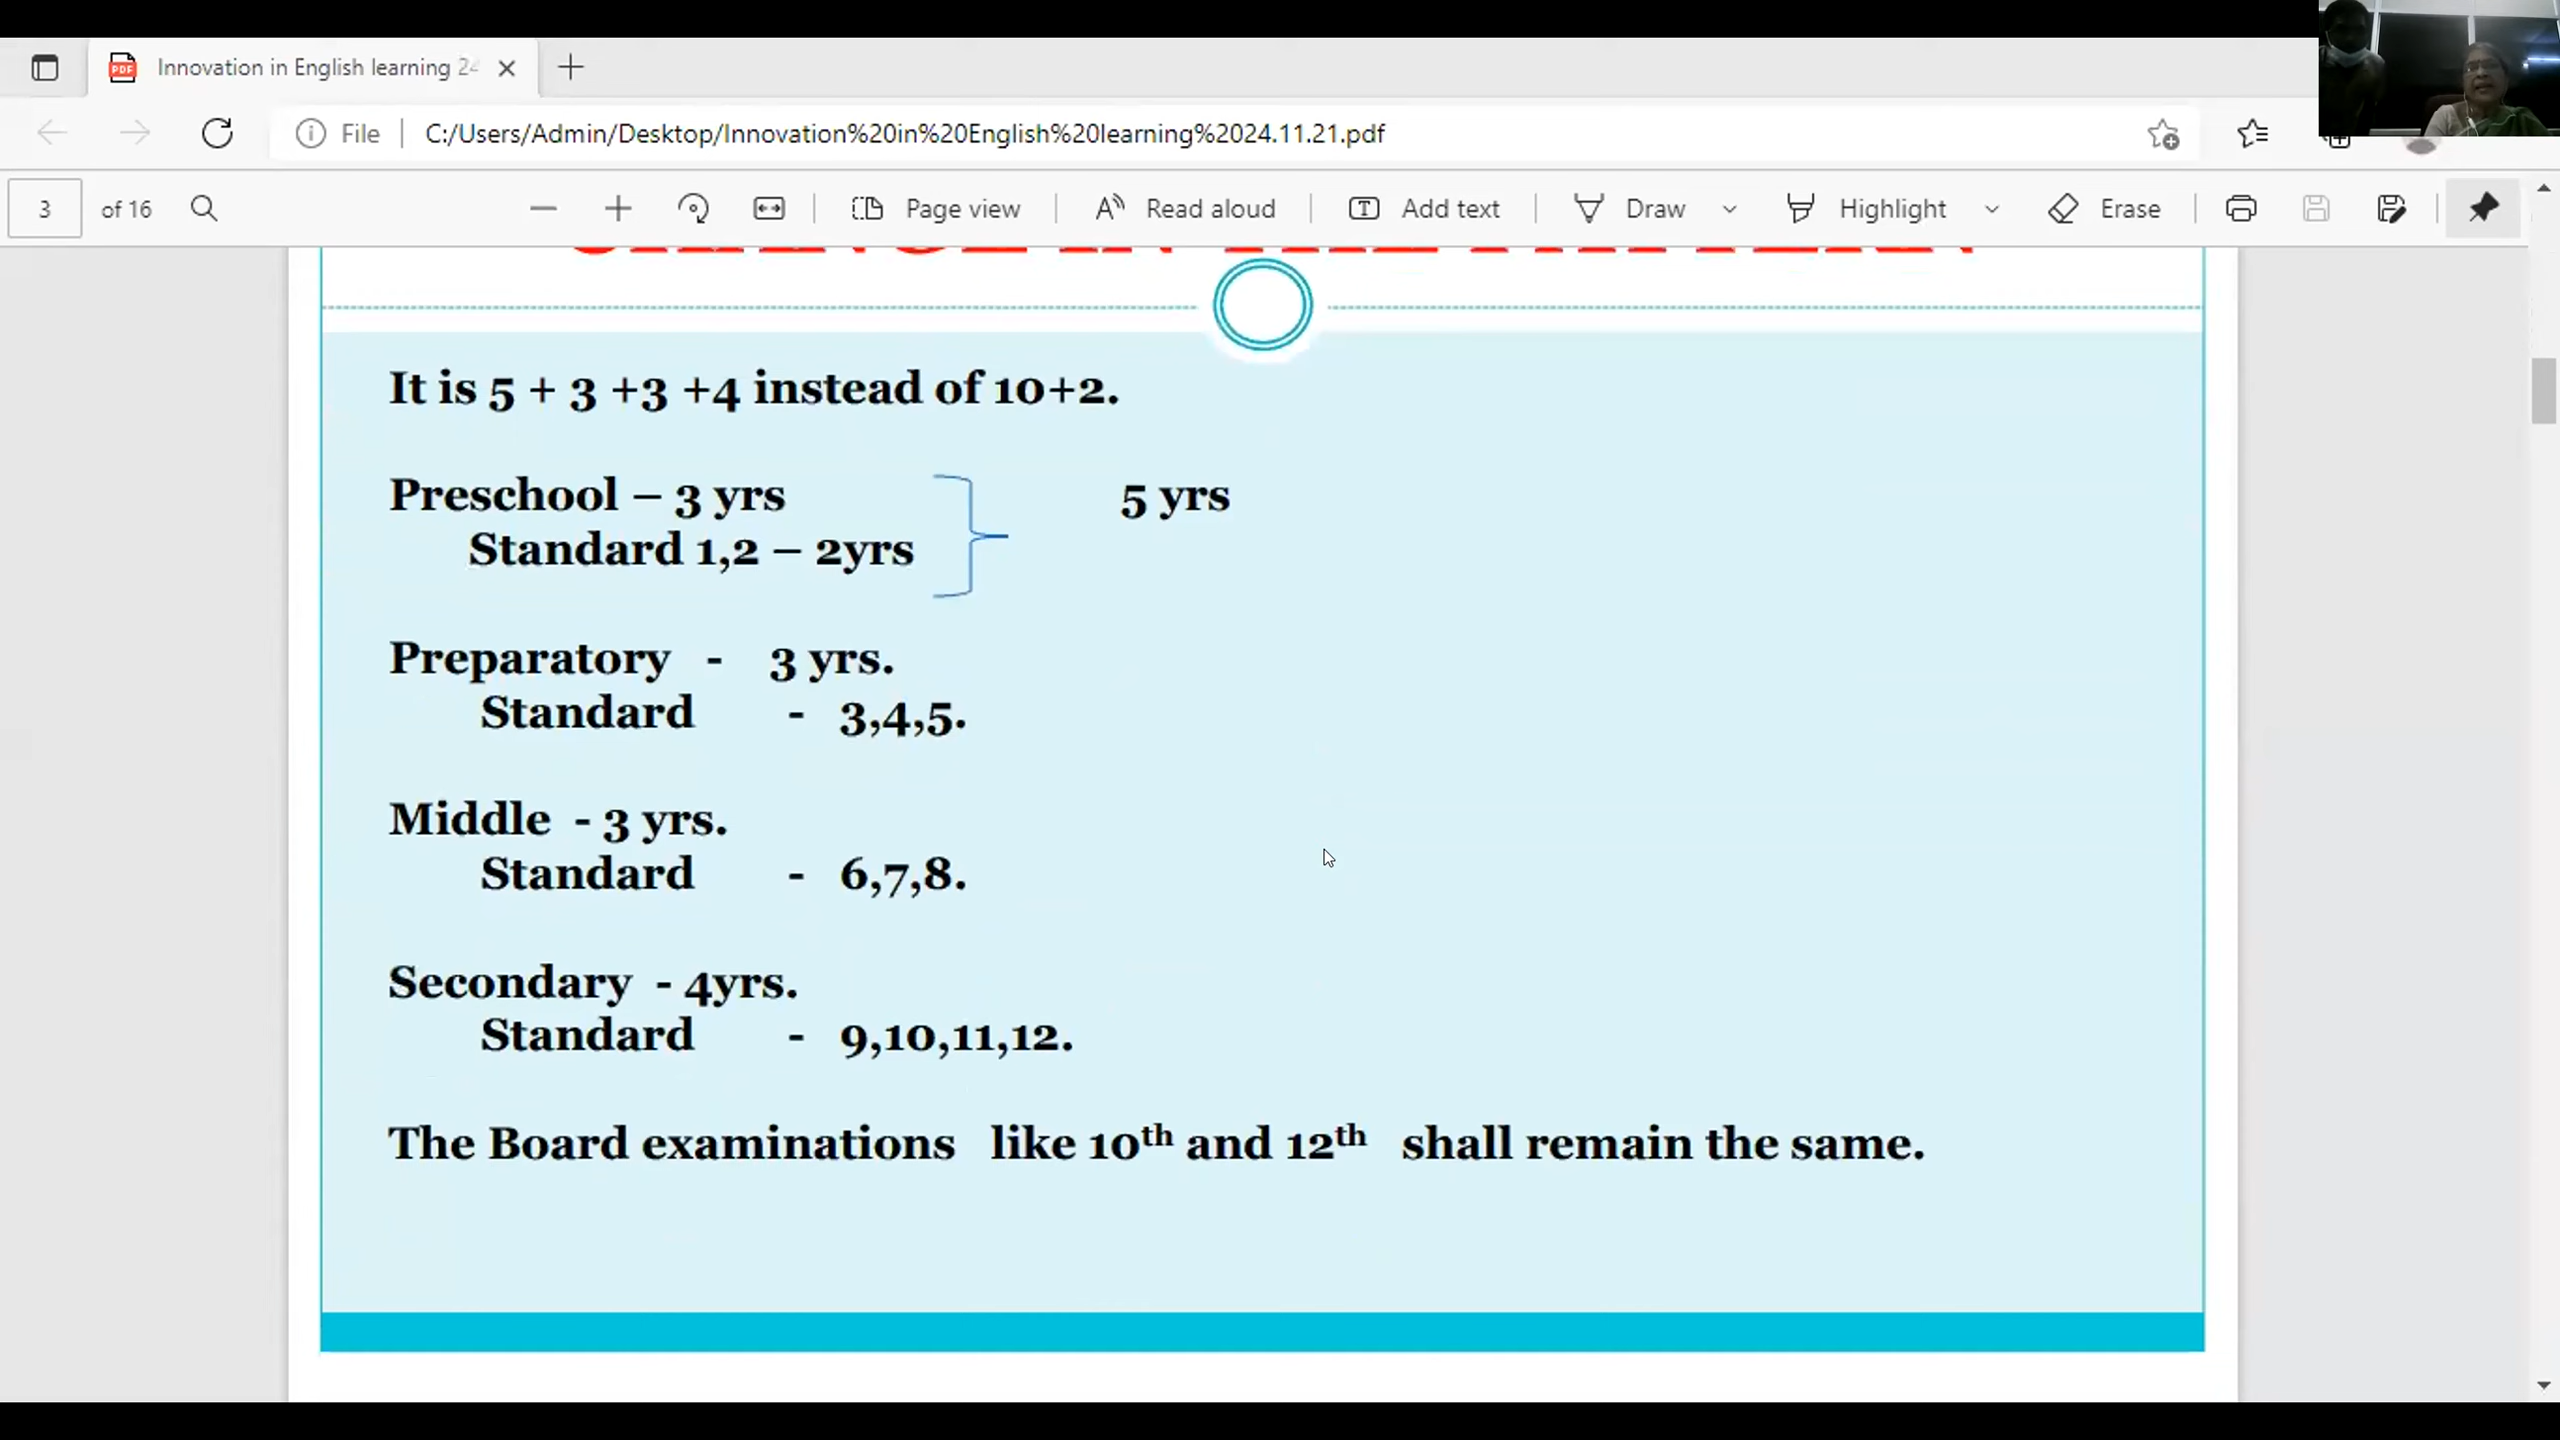 Innovation in English learning 24
File
C:/Users/Admin/Desktop/Innovation%20in%20English%20learning%2024.11.21.pdf
3 of 16
Page view
Read aloud
Add text
Draw
Highlight
Erase
It is 5 + 3 +3 +4 instead of 10+2.
Preschool – 3 yrs 5 yrs
Standard 1,2 – 2yrs
Preparatory - 3 yrs.
Standard - 3,4,5.
Middle - 3 yrs.
Standard - 6,7,8.
Secondary - 4yrs.
Standard - 9,10,11,12.
The Board examinations like 10th and 12th shall remain the same.